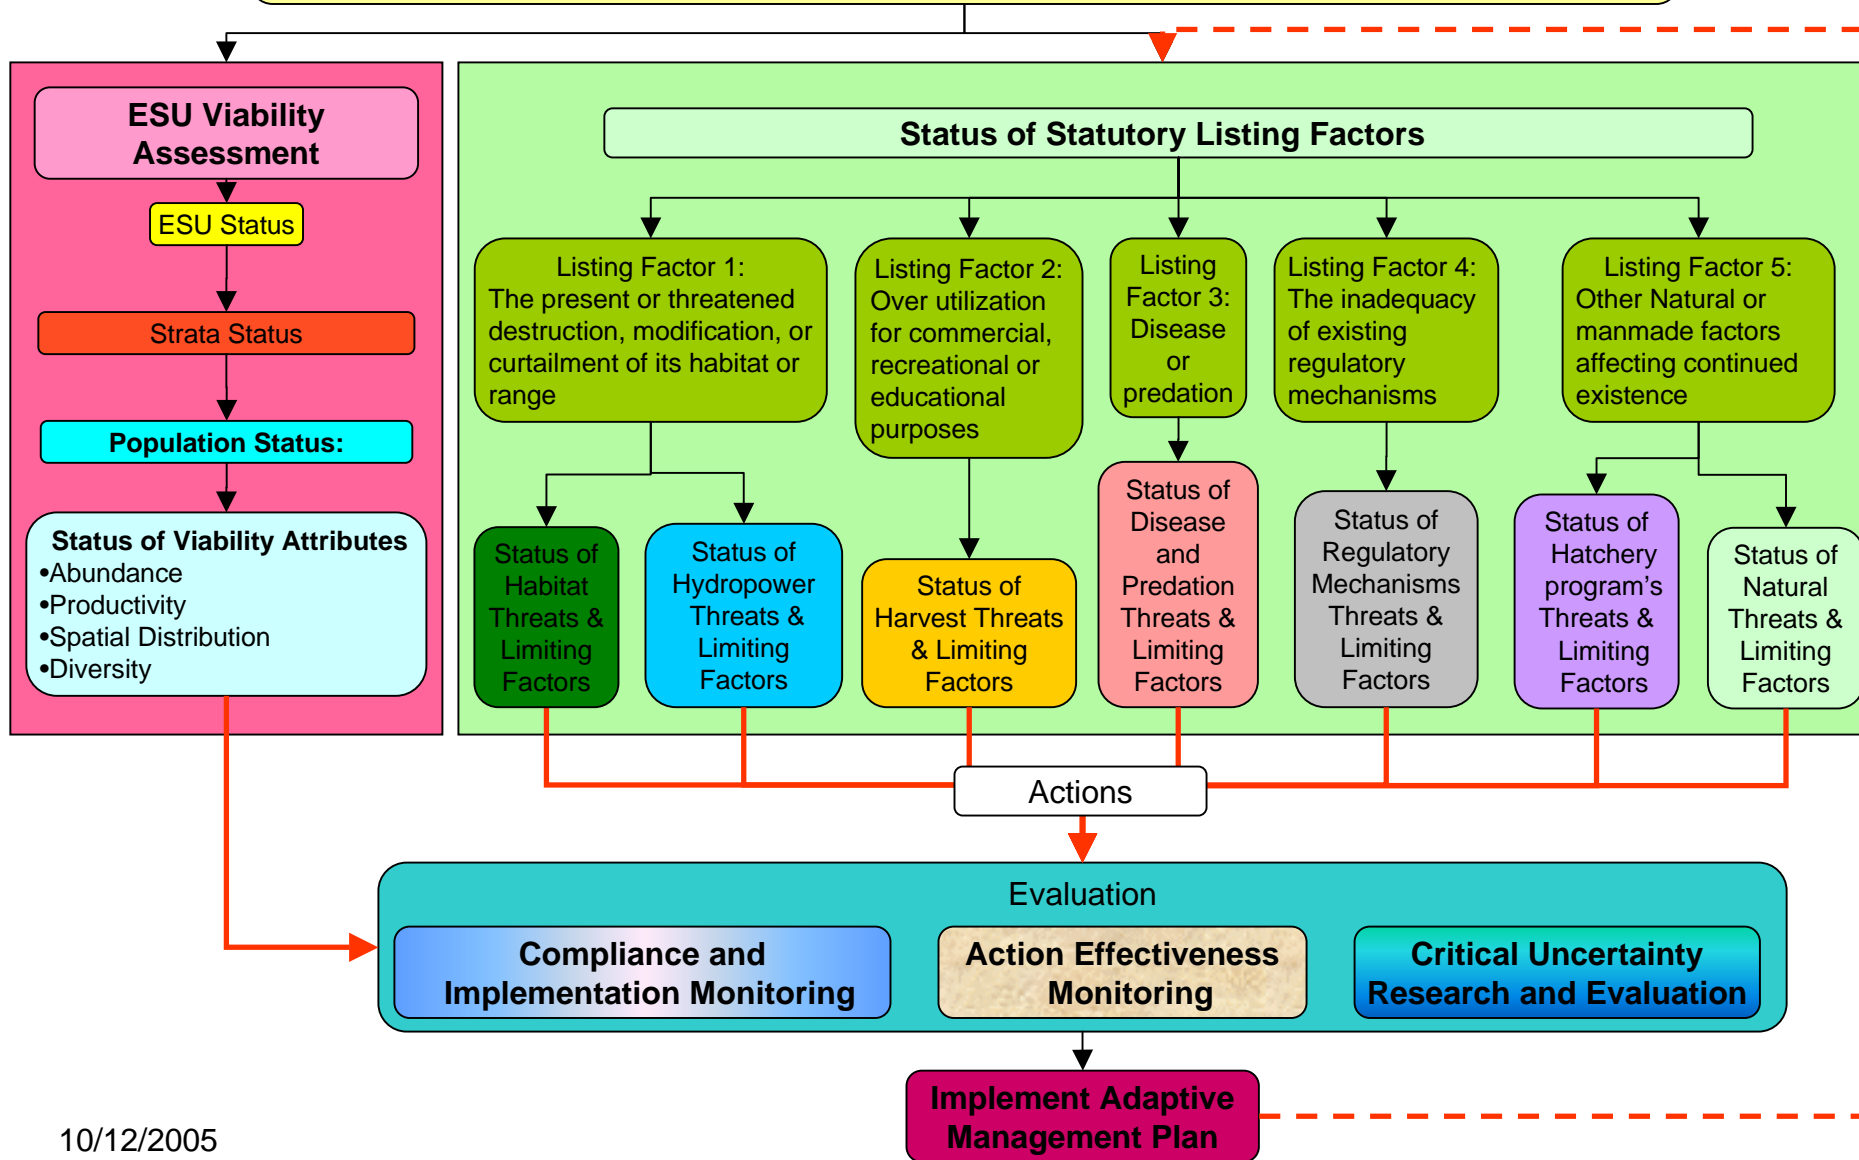 ESU Viability
Assessment
ESU Status
Strata Status
Population Status:
Status of Viability Attributes
•Abundance
•Productivity
•Spatial Distribution
•Diversity
Status of Statutory Listing Factors
Listing Factor 1:
The present or threatened
destruction, modification, or
curtailment of its habitat or
range
Listing Factor 2:
Over utilization
for commercial,
recreational or
educational
purposes
Listing
Factor 3:
Disease
or
predation
Listing Factor 4:
The inadequacy
of existing
regulatory
mechanisms
Listing Factor 5:
Other Natural or
manmade factors
affecting continued
existence
Status of
Habitat
Threats &
Limiting
Factors
Status of
Hydropower
Threats &
Limiting
Factors
Status of
Harvest Threats
& Limiting
Factors
Status of
Disease
and
Predation
Threats &
Limiting
Factors
Status of
Regulatory
Mechanisms
Threats &
Limiting
Factors
Status of
Hatchery
program's
Threats &
Limiting
Factors
Status of
Natural
Threats &
Limiting
Factors
Actions
Evaluation
Compliance and
Implementation Monitoring
Action Effectiveness
Monitoring
Critical Uncertainty
Research and Evaluation
Implement Adaptive
Management Plan
10/12/2005